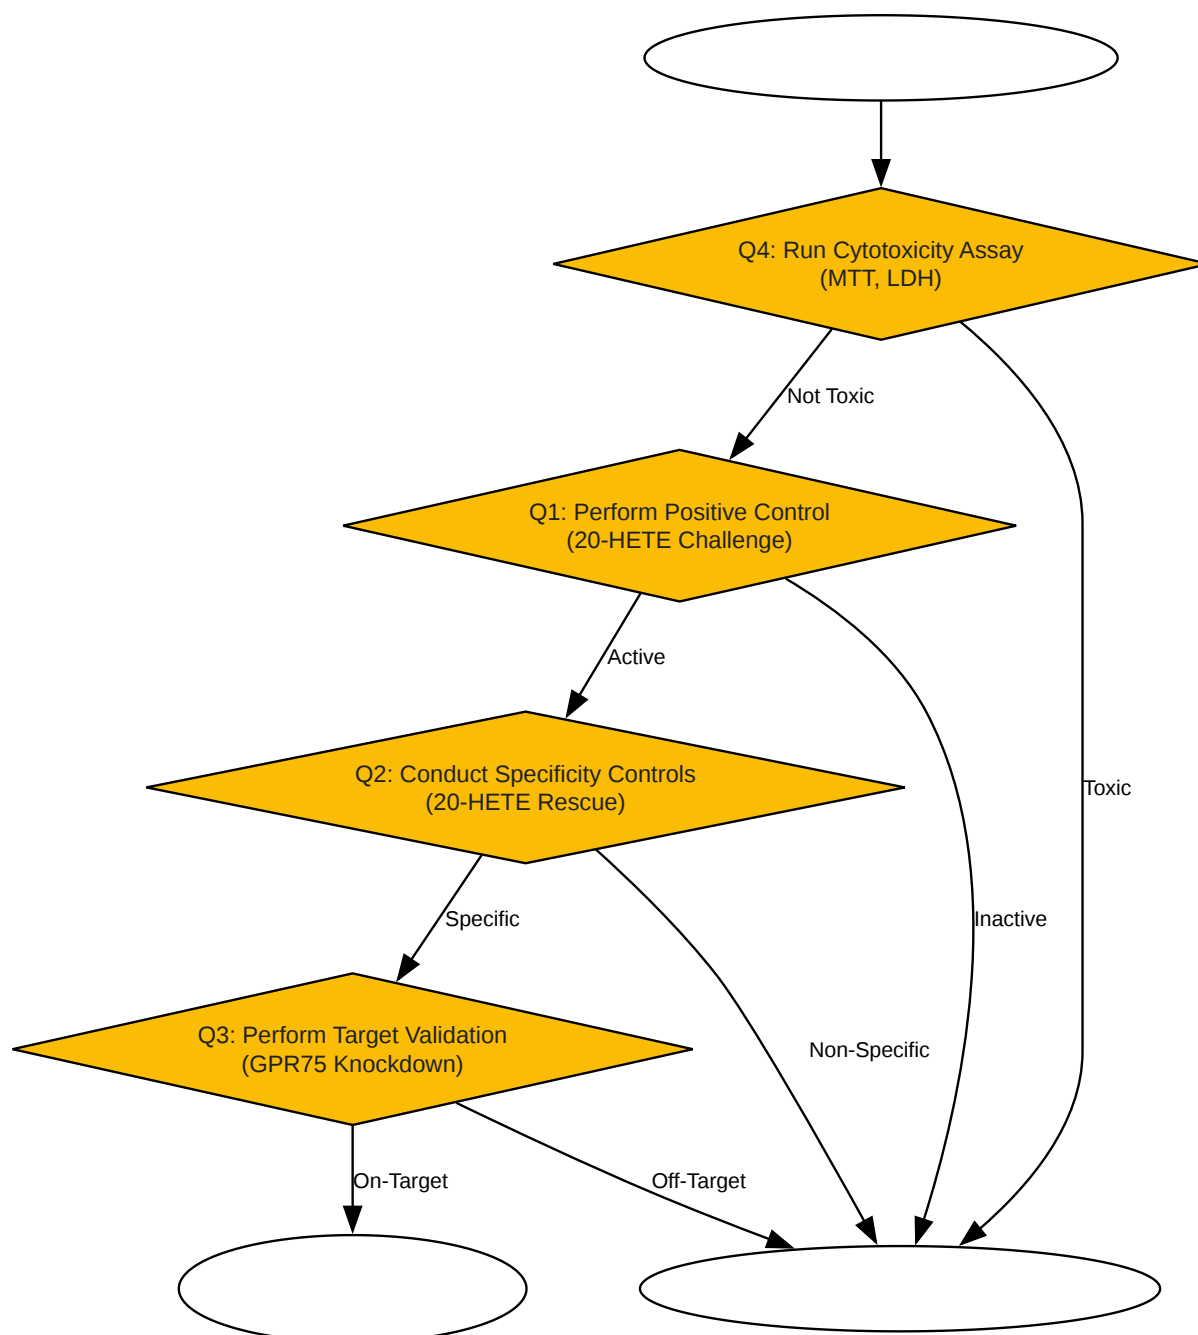 Q4: Run Cytotoxicity Assay
(MTT, LDH)
Not Toxic
Q1: Perform Positive Control
(20-HETE Challenge)
Active
Q2: Conduct Specificity Controls
(20-HETE Rescue)
Toxic
Specific
Inactive
Q3: Perform Target Validation
(GPR75 Knockdown)
Non-Specific
On-Target
Off-Target